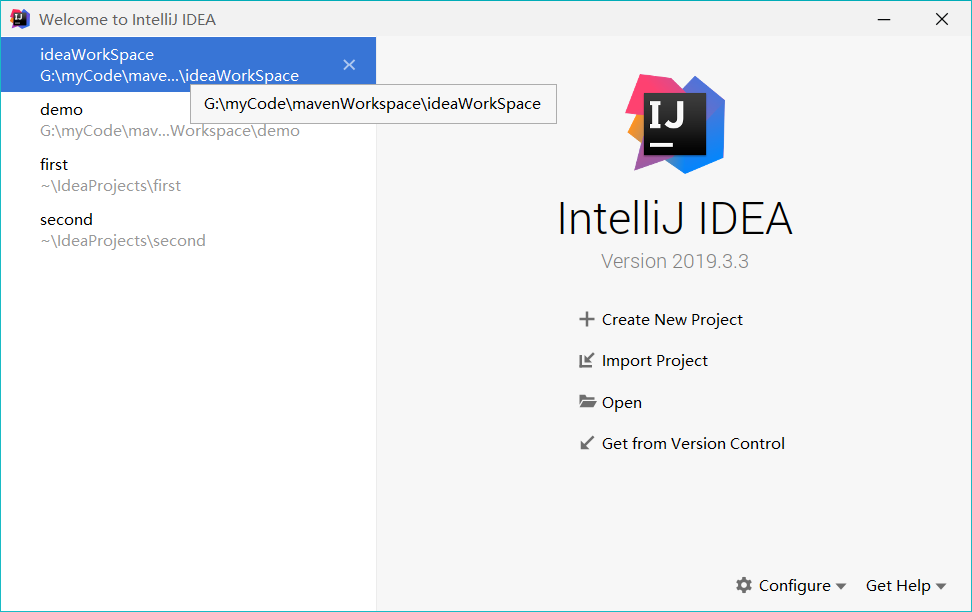 Welcome to IntelliJ IDEA
ideaWorkSpace
G:\myCode\mave...\ideaWorkSpace
G:\myCode\mavenWorkspace\ideaWorkSpace
demo
G:\myCode\mav...Workspace\demo
first
~\IdeaProjects\first
second
~\IdeaProjects\second
IJ
IntelliJ IDEA
Version 2019.3.3
Create New Project
Import Project
Open
Get from Version Control
Configure
Get Help